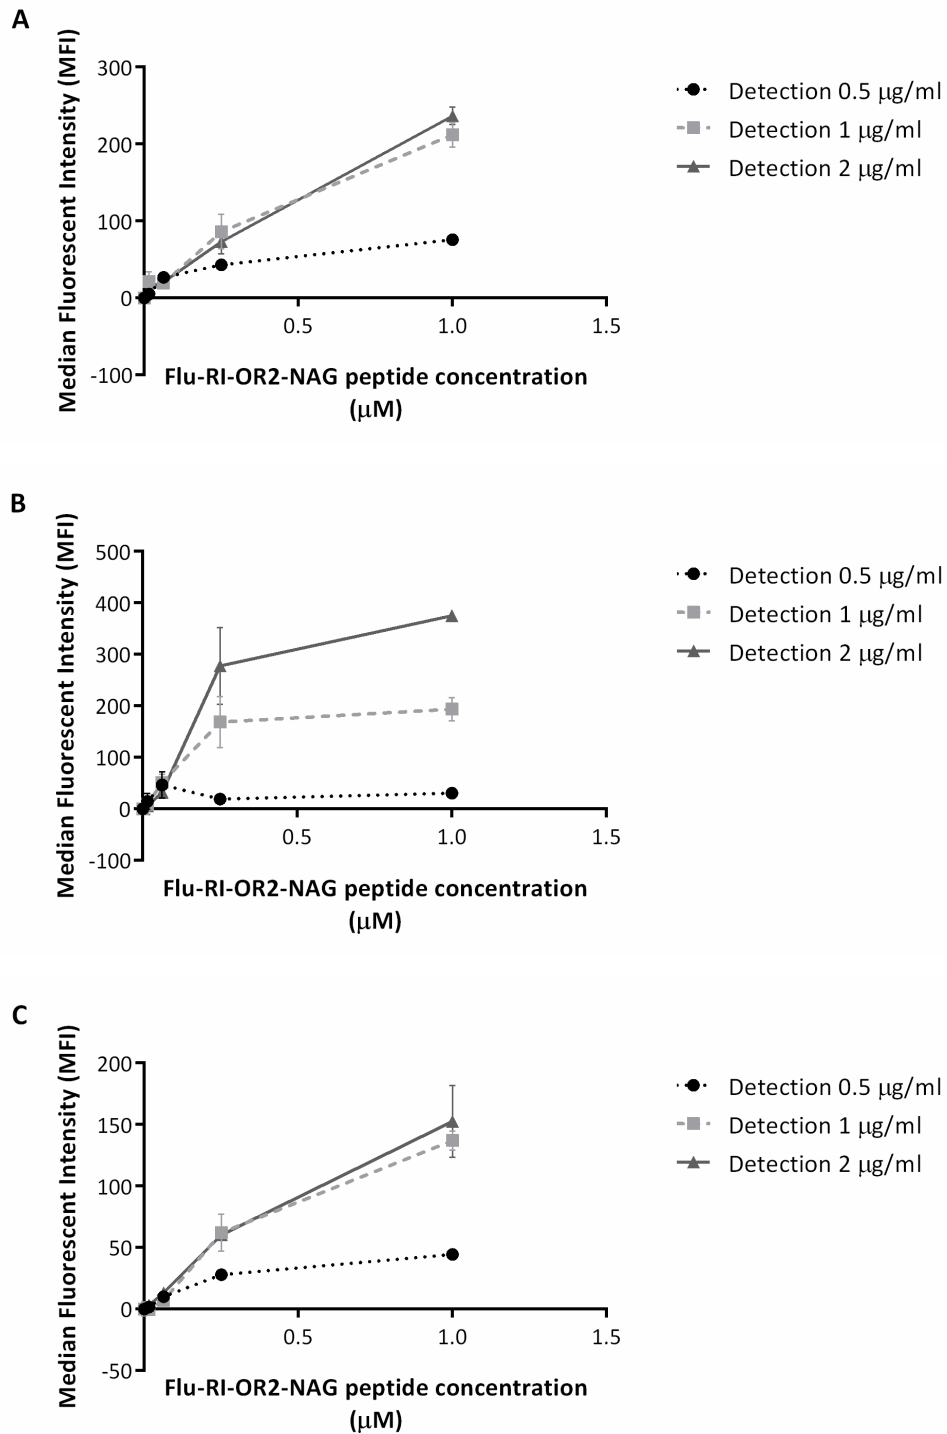 A
Median Fluorescent Intensity (MFI)
300
200
100
0
-100
0.5
1.0
1.5
Flu-RI-OR2-NAG peptide concentration
(µM)
Detection 0.5 µg/ml
Detection 1 µg/ml
Detection 2 µg/ml
B
Median Fluorescent Intensity (MFI)
500
400
300
200
100
0
-100
0.5
1.0
1.5
Flu-RI-OR2-NAG peptide concentration
(µM)
Detection 0.5 µg/ml
Detection 1 µg/ml
Detection 2 µg/ml
C
Median Fluorescent Intensity (MFI)
200
150
100
50
0
-50
0.5
1.0
1.5
Flu-RI-OR2-NAG peptide concentration
(µM)
Detection 0.5 µg/ml
Detection 1 µg/ml
Detection 2 µg/ml